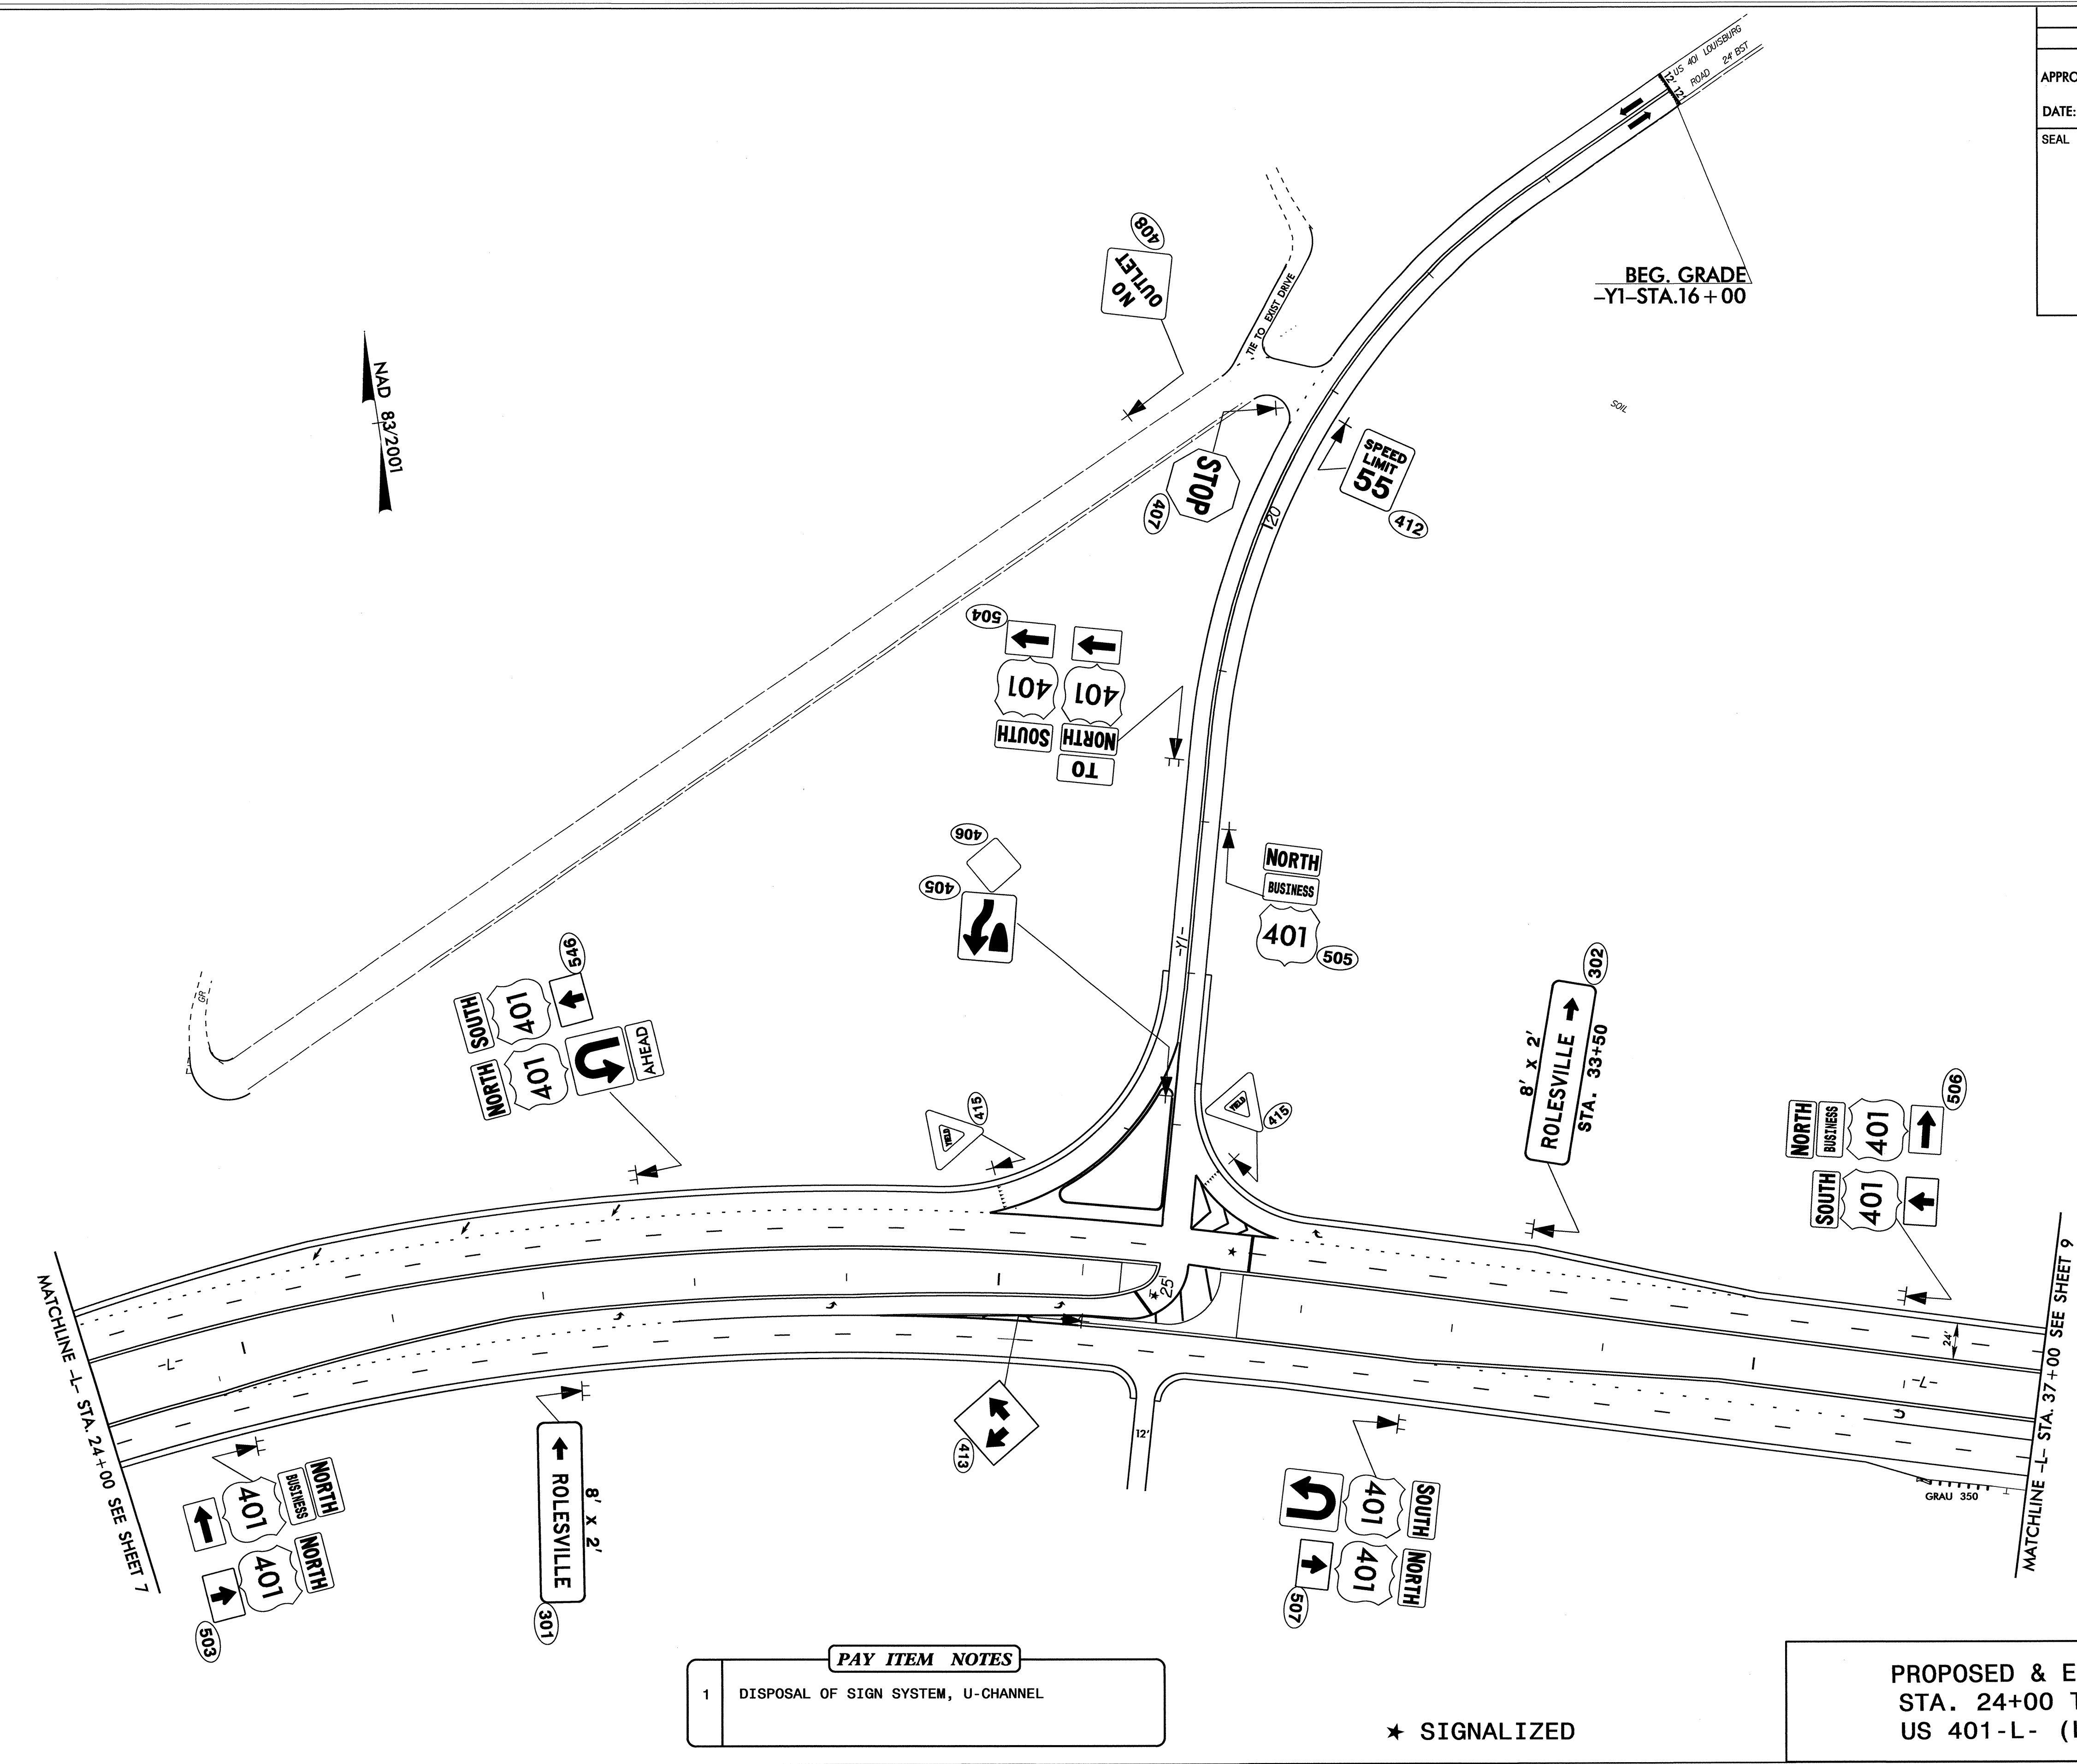 US 401 LOUISBURG
ROAD 24' BST
12' 12'
APPRO
DATE:
SEAL
BEG. GRADE
-Y1-STA.16+00
408
NO
OUTLET
TIE TO EXIST DRIVE
NAD 83/2001
SOIL
STOP
407
SPEED
LIMIT
55
412
120
504
SOUTH
401
TO
NORTH
401
406
405
NORTH
BUSINESS
401
505
-Y1-
GR
546
SOUTH
401
NORTH
401
AHEAD
415
YIELD
YIELD
415
302
8' x 2'
ROLESVILLE
STA. 33+50
506
NORTH
BUSINESS
401
SOUTH
401
MATCHLINE -L- STA. 24+00 SEE SHEET 7
-L-
25
24'
-L-
MATCHLINE -L- STA. 37+00 SEE SHEET 9
GRAU 350
12'
413
NORTH
BUSINESS
401
NORTH
401
503
ROLESVILLE
8' x 2'
301
SOUTH
401
NORTH
401
507
PAY ITEM NOTES
1 DISPOSAL OF SIGN SYSTEM, U-CHANNEL
★ SIGNALIZED
PROPOSED & E
STA. 24+00 T
US 401-L- (